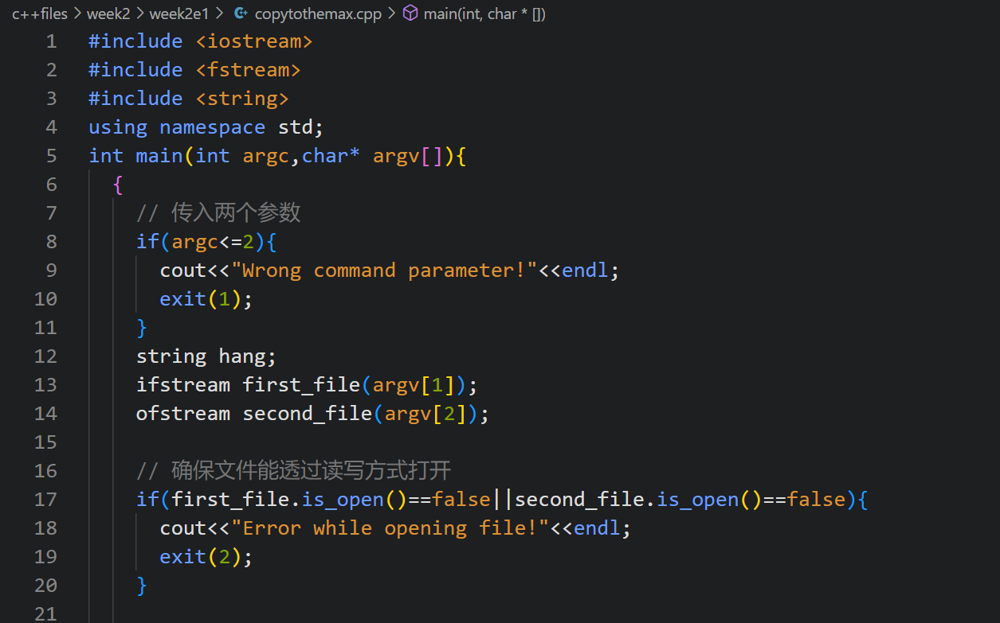 c++files > week2 > week2e1 > copytothemax.cpp > main(int, char * [])
1 #include <iostream>
2 #include <fstream>
3 #include <string>
4 using namespace std;
5 int main(int argc,char* argv[]){
6 {
7 // 传入两个参数
8 if(argc<=2){
9 cout<<"Wrong command parameter!"<<endl;
10 exit(1);
11 }
12 string hang;
13 ifstream first_file(argv[1]);
14 ofstream second_file(argv[2]);
15
16 // 确保文件能透过读写方式打开
17 if(first_file.is_open()==false||second_file.is_open()==false){
18 cout<<"Error while opening file!"<<endl;
19 exit(2);
20 }
21